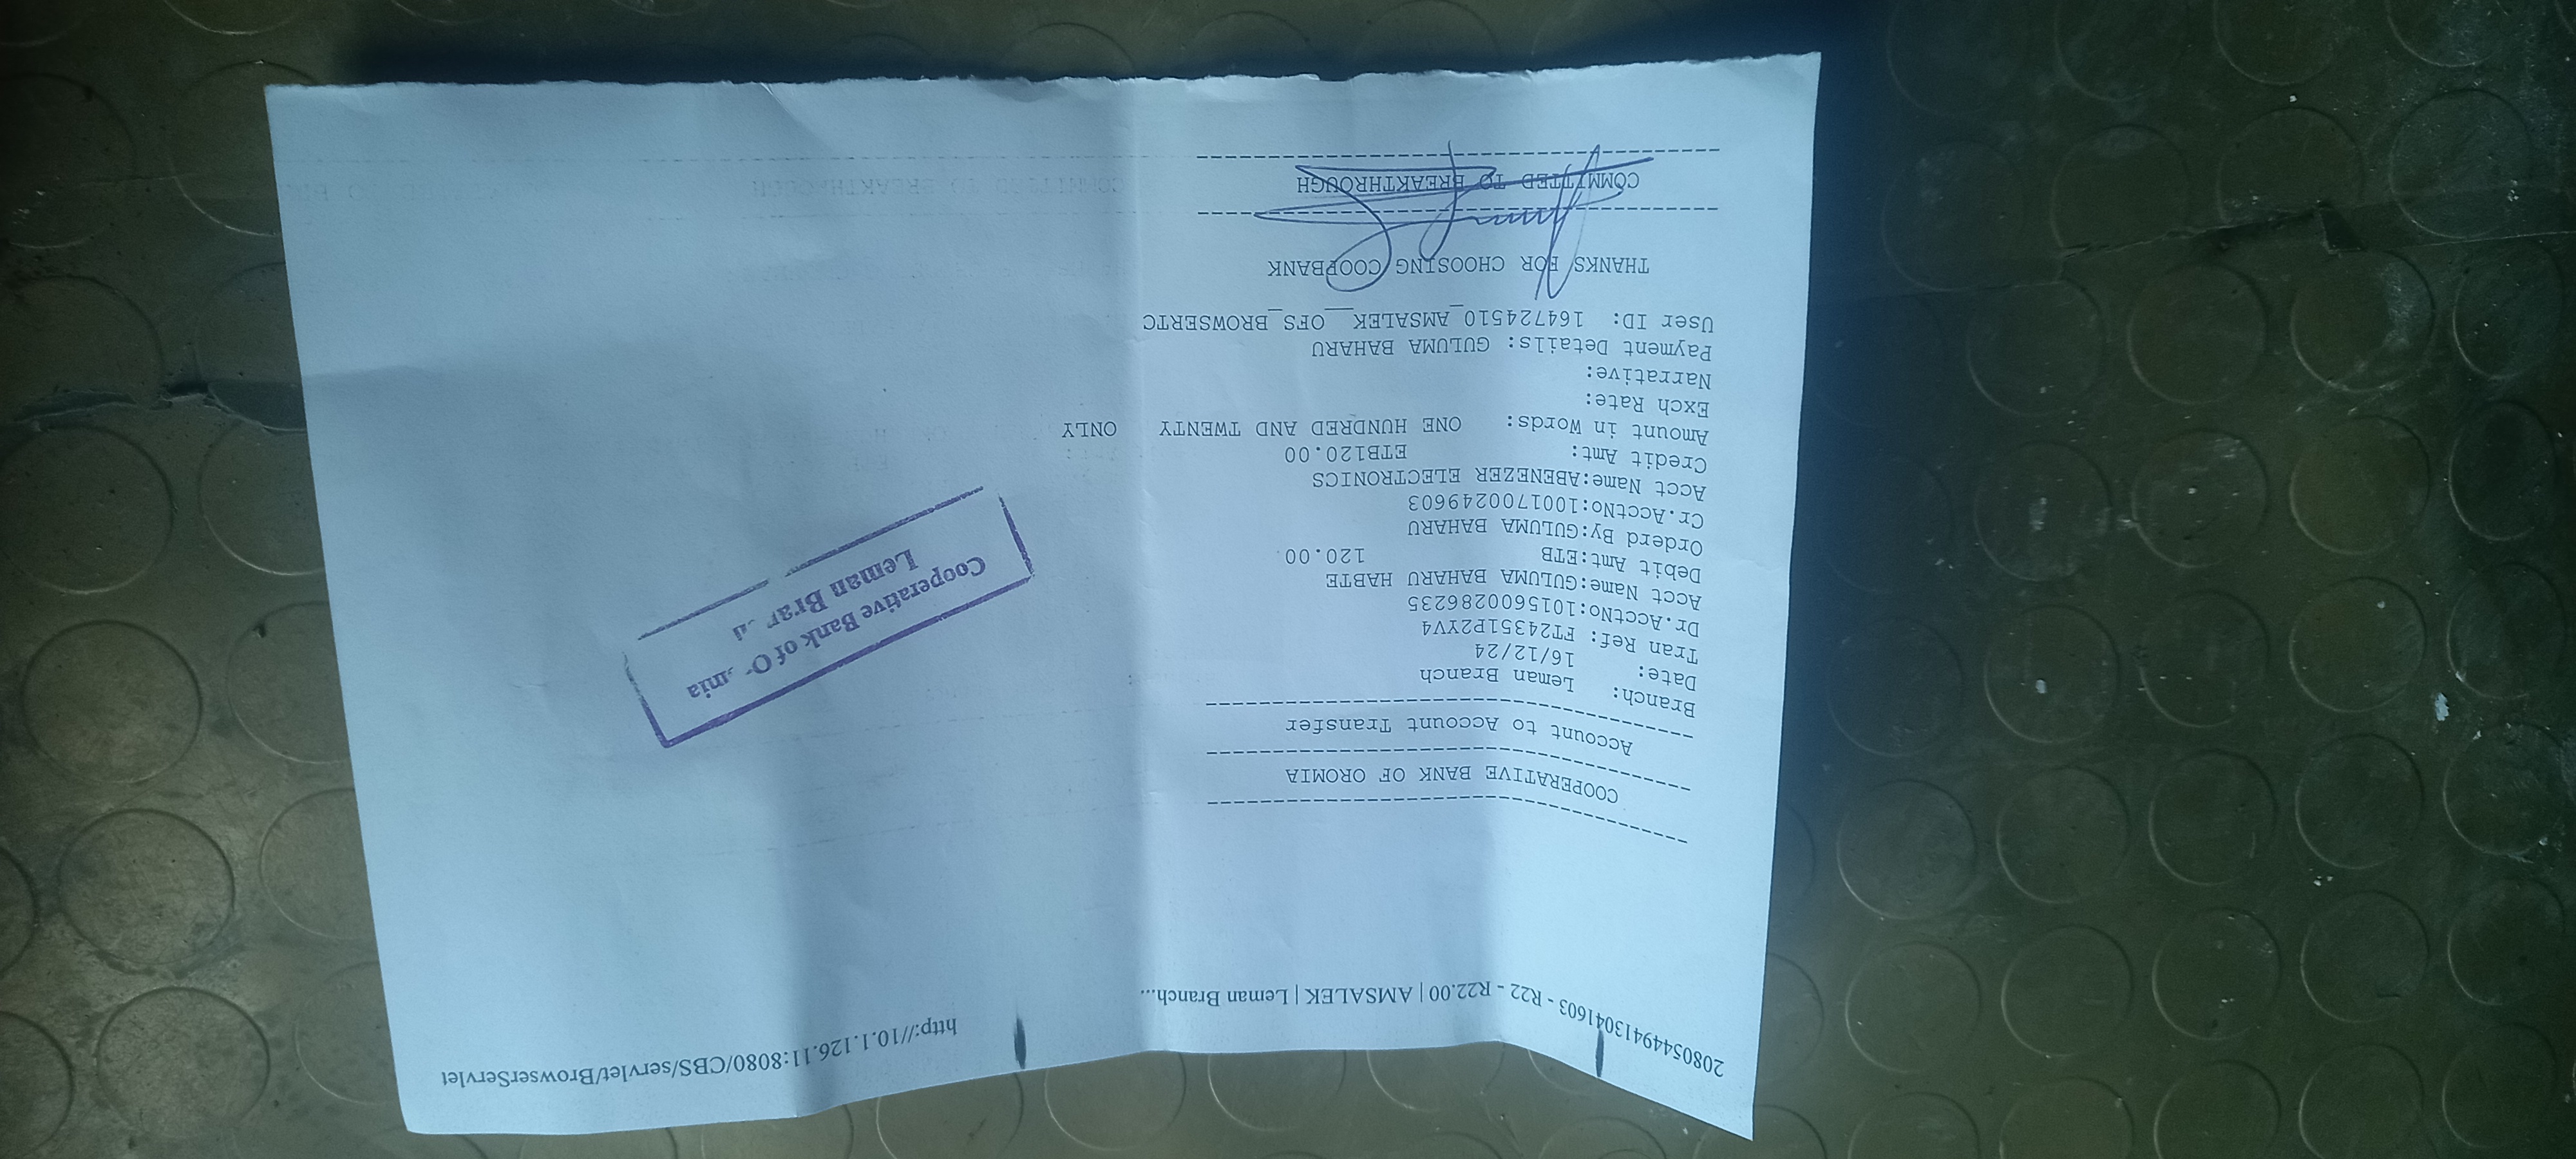 20805449413041603 - R22 - R22.00 | AMSALEK | Leman Branch... http://10.1.126.11:8080/CBS/servlet/BrowserServlet
COOPERATIVE BANK OF OROMIA
Account to Account Transfer
Branch: Leman Branch
Date: 16/12/24
Tran Ref: FT24351P2YV4
Dr.AcctNo:1015600286235
Acct Name:GULUMA BAHARU HABTE
Debit Amt:ETB 120.00
Orderd By:GULUMA BAHARU
Cr.AcctNo:1001700249603
Acct Name:ABENEZER ELECTRONICS
Credit Amt: ETB120.00
Amount in Words: ONE HUNDRED AND TWENTY ONLY
Exch Rate:
Narrative:
Payment Details: GULUMA BAHARU
User ID: 164724510_AMSALEK__OFS_BROWSERTC
THANKS FOR CHOOSING COOPBANK
COMMITTED TO BREAKTHROUGH
Cooperative Bank of
Leman